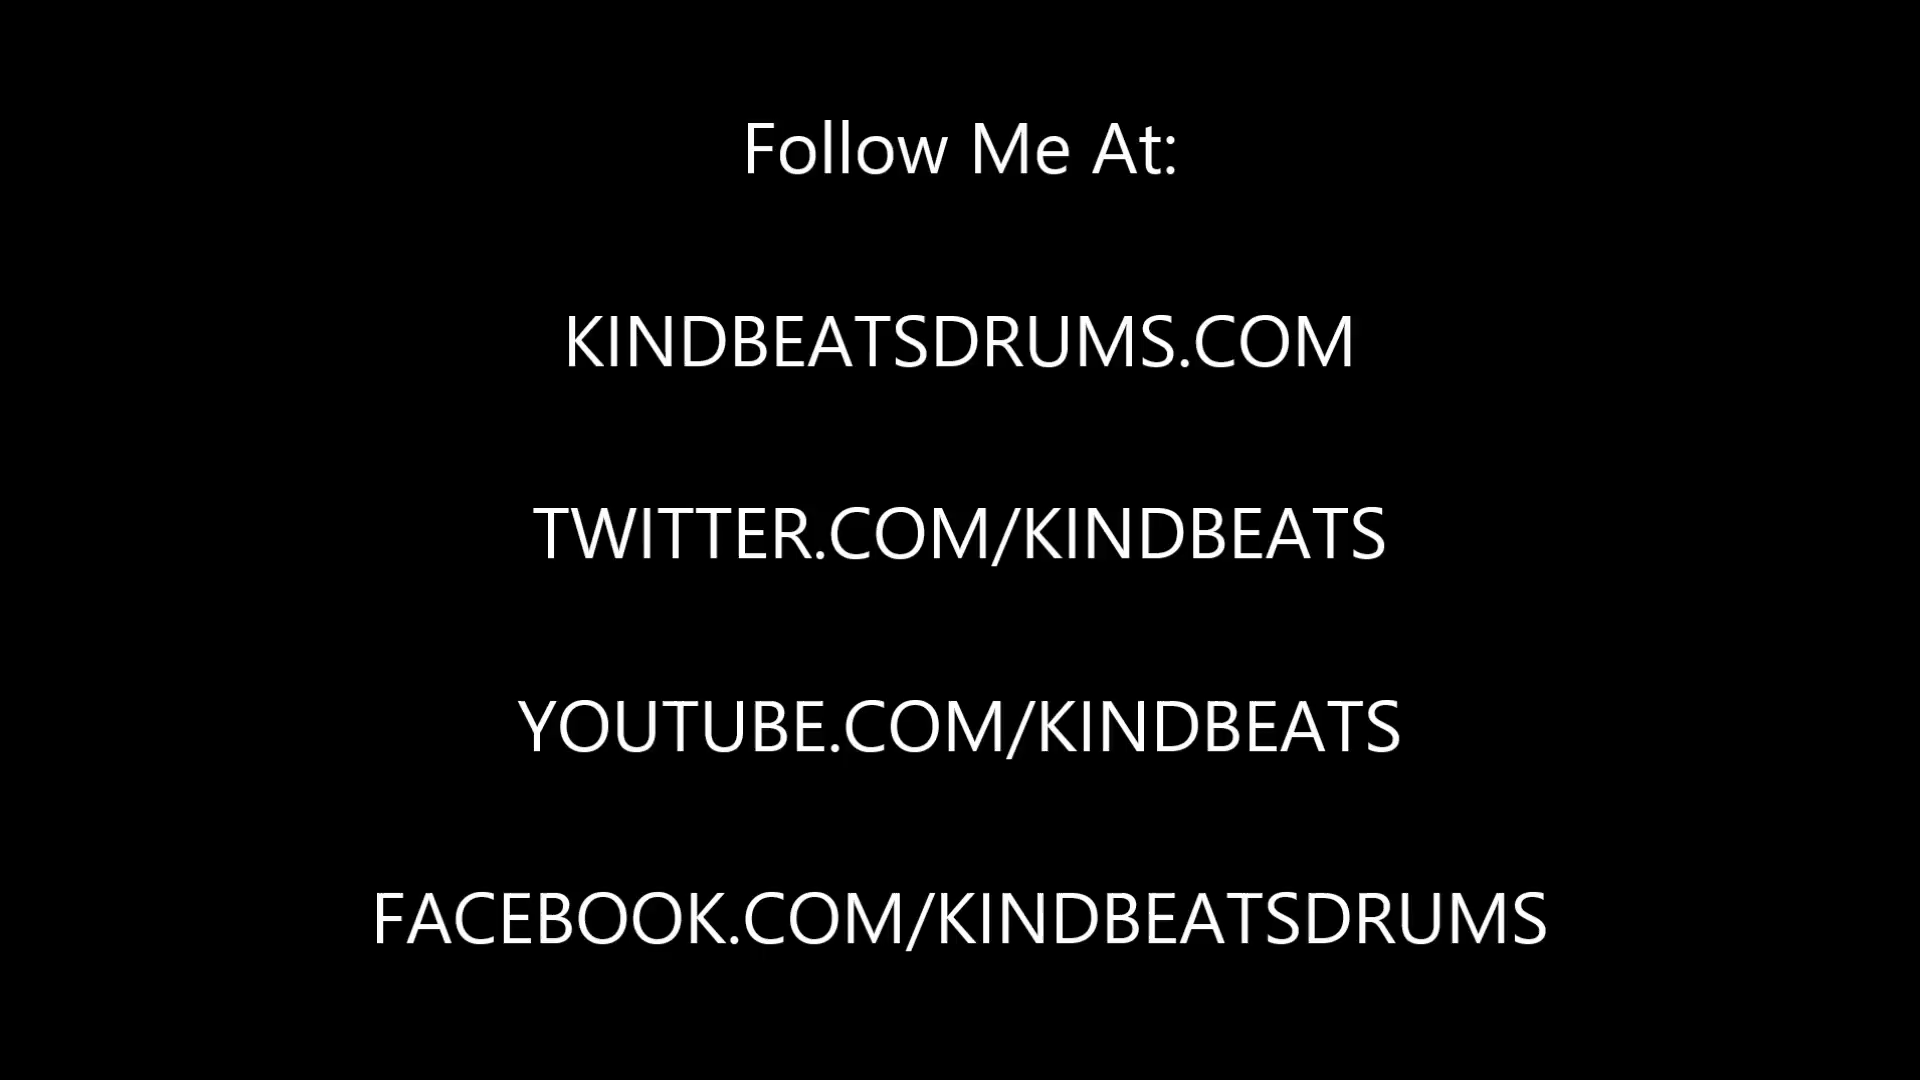 Follow Me At:
KINDBEATSDRUMS.COM
TWITTER.COM/KINDBEATS
YOUTUBE.COM/KINDBEATS
FACEBOOK.COM/KINDBEATSDRUMS